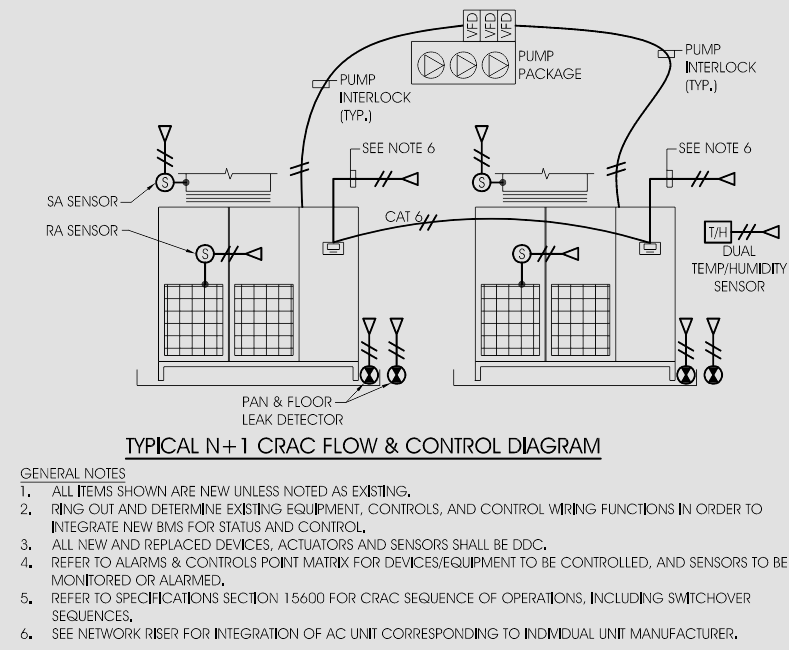 VFD VFD VFD
PUMP
PACKAGE
PUMP
INTERLOCK
(TYP.)
PUMP
INTERLOCK
(TYP.)
SEE NOTE 6
SEE NOTE 6
S
S
SA SENSOR
RA SENSOR
S
S
CAT 6
T/H
DUAL
TEMP/HUMIDITY
SENSOR
PAN & FLOOR
LEAK DETECTOR
TYPICAL N+1 CRAC FLOW & CONTROL DIAGRAM
GENERAL NOTES
1. ALL ITEMS SHOWN ARE NEW UNLESS NOTED AS EXISTING.
2. RING OUT AND DETERMINE EXISTING EQUIPMENT, CONTROLS, AND CONTROL WIRING FUNCTIONS IN ORDER TO
INTEGRATE NEW BMS FOR STATUS AND CONTROL.
3. ALL NEW AND REPLACED DEVICES, ACTUATORS AND SENSORS SHALL BE DDC.
4. REFER TO ALARMS & CONTROLS POINT MATRIX FOR DEVICES/EQUIPMENT TO BE CONTROLLED, AND SENSORS TO BE
MONITORED OR ALARMED.
5. REFER TO SPECIFICATIONS SECTION 15600 FOR CRAC SEQUENCE OF OPERATIONS, INCLUDING SWITCHOVER
SEQUENCES.
6. SEE NETWORK RISER FOR INTEGRATION OF AC UNIT CORRESPONDING TO INDIVIDUAL UNIT MANUFACTURER.